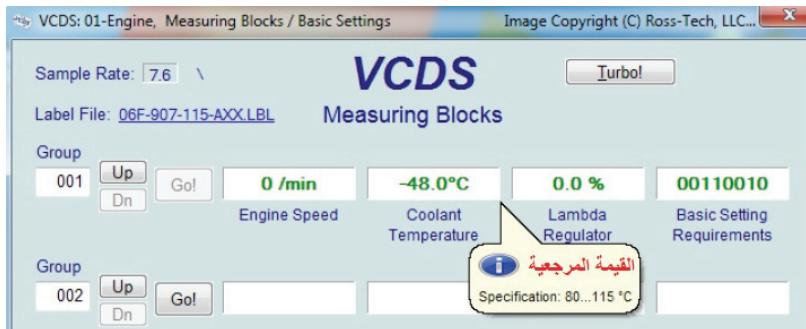 VCDS: 01-Engine, Measuring Blocks / Basic Settings Image Copyright (C) Ross-Tech, LLC...
Sample Rate: 7.6 \
VCDS
Turbo!
Label File: 06F-907-115-AXX.LBL
Measuring Blocks
Group
001 Up Go! 0 /min -48.0°C 0.0 % 00110010
Dn
Engine Speed Coolant Temperature Lambda Regulator Basic Setting Requirements
القيمة المرجعية
Specification: 80...115 °C
Group
002 Up Go!
Dn